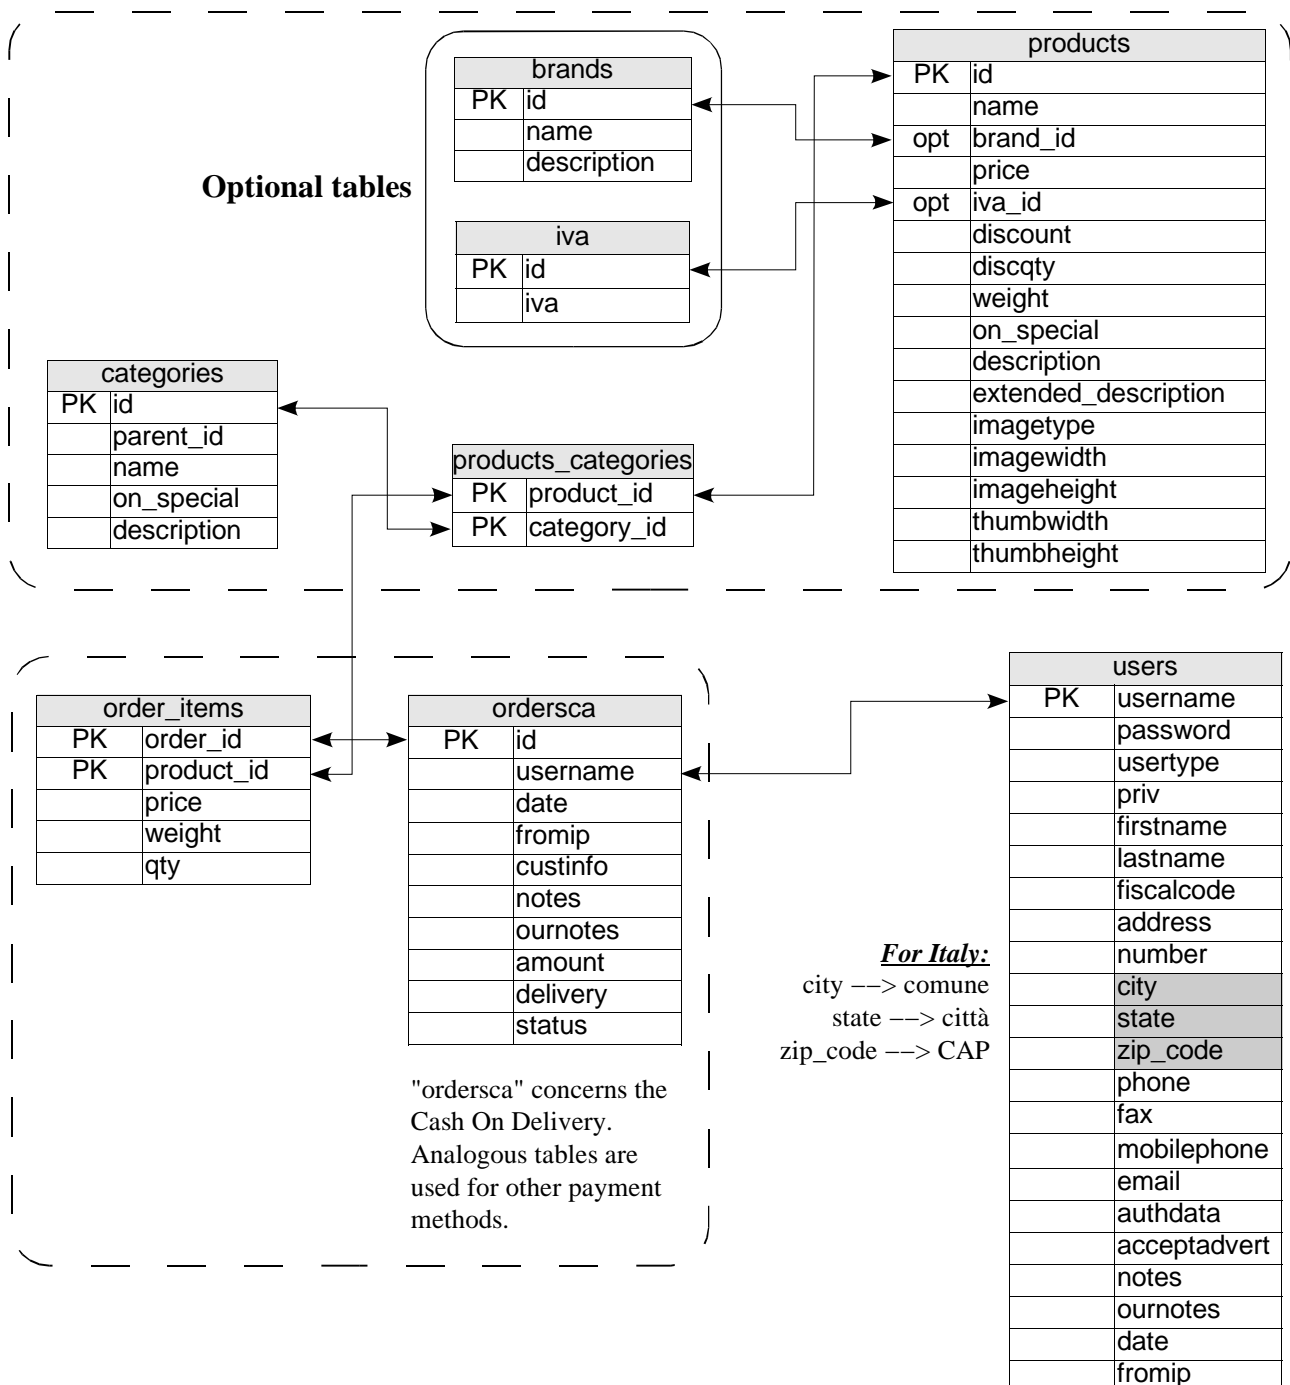 brands
PK id
name
description
Optional tables
iva
PK id
iva
products
PK id
name
opt brand_id
price
opt iva_id
discount
discqty
weight
on_special
description
extended_description
imagetype
imagewidth
imageheight
thumbwidth
thumbheight
categories
PK id
parent_id
name
on_special
description
products_categories
PK product_id
PK category_id
order_items
PK order_id
PK product_id
price
weight
qty
ordersca
PK id
username
date
fromip
custinfo
notes
ournotes
amount
delivery
status
"ordersca" concerns the
Cash On Delivery.
Analogous tables are
used for other payment
methods.
For Italy:
city −−> comune
state −−> città
zip_code −−> CAP
users
PK username
password
usertype
priv
firstname
lastname
fiscalcode
address
number
city
state
zip_code
phone
fax
mobilephone
email
authdata
acceptadvert
notes
ournotes
date
fromip